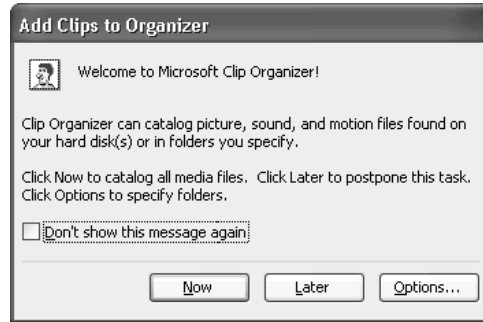 Add Clips to Organizer
Welcome to Microsoft Clip Organizer!
Clip Organizer can catalog picture, sound, and motion files found on
your hard disk(s) or in folders you specify.
Click Now to catalog all media files.  Click Later to postpone this task.
Click Options to specify folders.
Don't show this message again
Now
Later
Options...